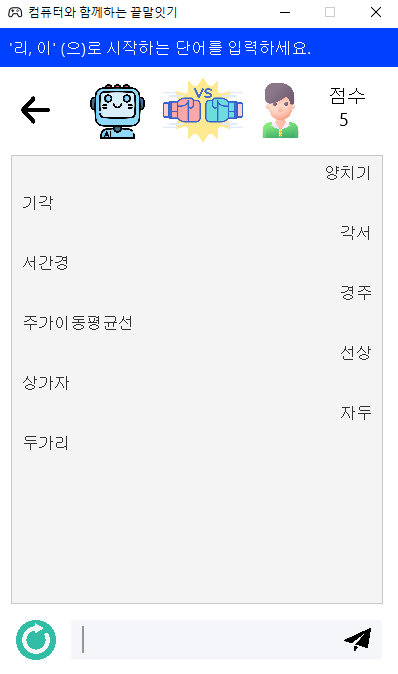 컴퓨터와 함께하는 끝말잇기
'리, 이' (으)로 시작하는 단어를 입력하세요.
VS
AI
점수
5
양치기
기각
각서
서간경
경주
주가이동평균선
선상
상가자
자두
두가리